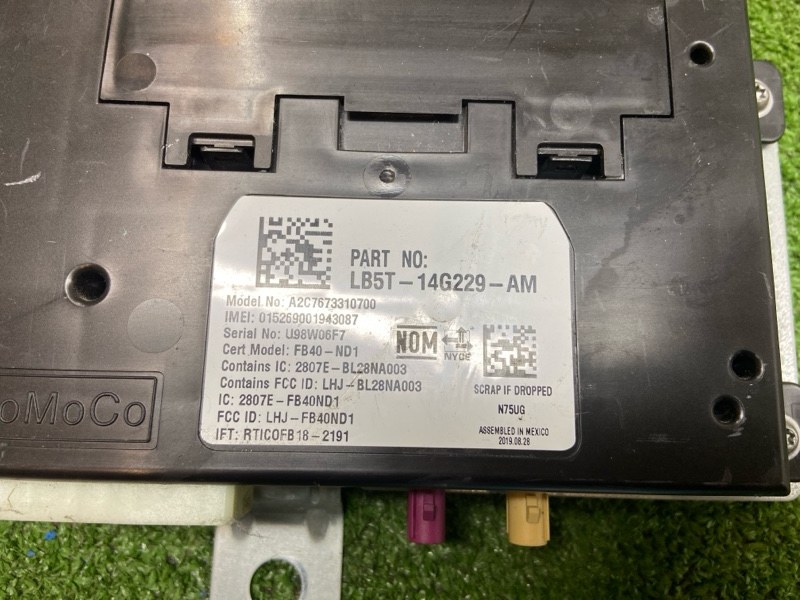 PART NO:
LB5T-14G229-AM
Model No: A2C7673310700
IMEI: 015269001943087
Serial No: U98W06F7
Cert Model: FB40-ND1
Contains IC: 2807E-BL28NA003
Contains FCC ID: LHJ-BL28NA003
IC: 2807E-FB40ND1
FCC ID: LHJ-FB40ND1
IFT: RTICOFB18-2191
NOM
NYCE
SCRAP IF DROPPED
N75UG
ASSEMBLED IN MEXICO
2019.08.28
oMoCo